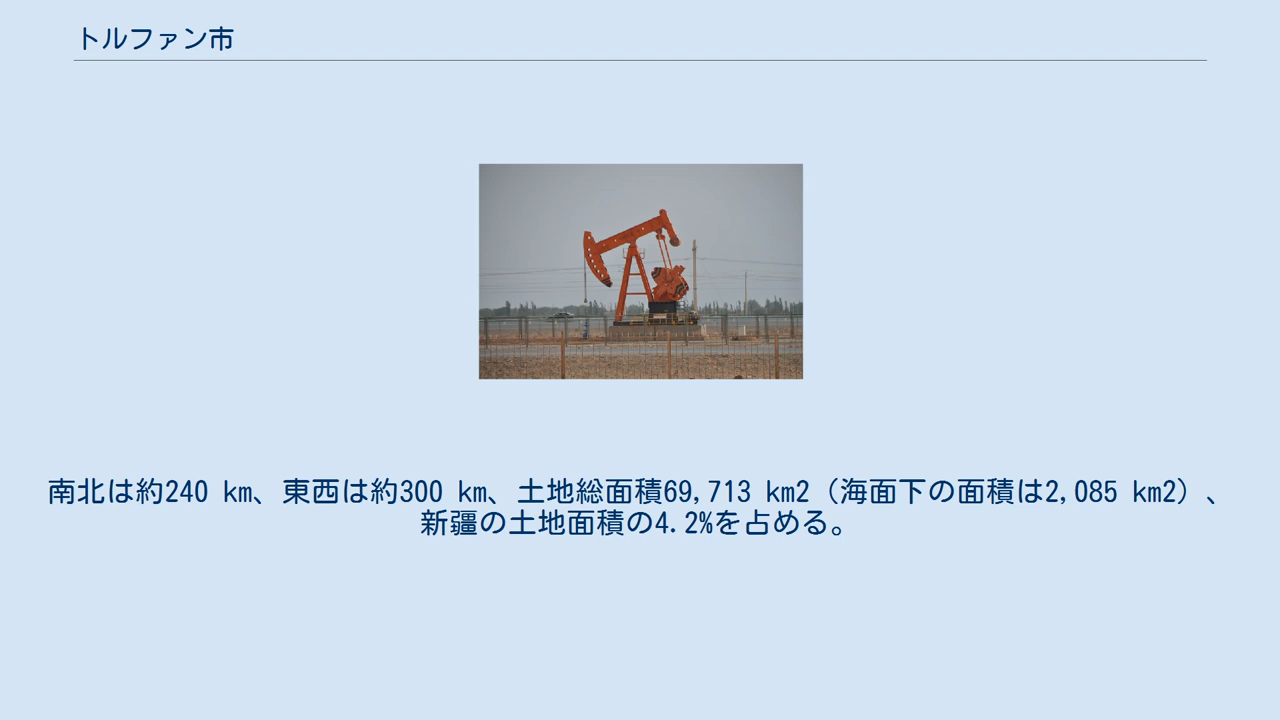 トルファン市
南北は約240 km、東西は約300 km、土地総面積69,713 km2（海面下の面積は2,085 km2）、
新疆の土地面積の4.2%を占める。